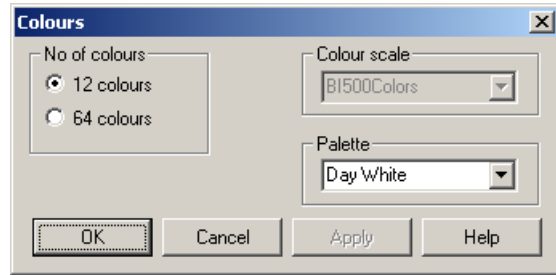 Colours
No of colours
12 colours
64 colours
Colour scale
BI500Colors
Palette
Day White
OK
Cancel
Apply
Help